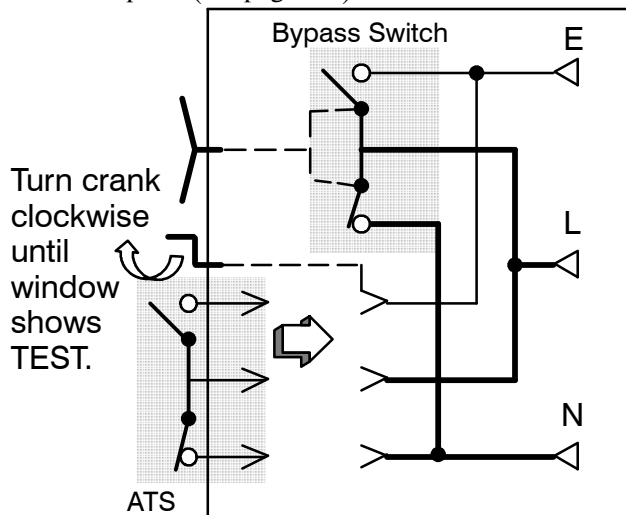 Bypass Switch
E
Turn crank
clockwise
until
window
shows
TEST.
L
N
ATS